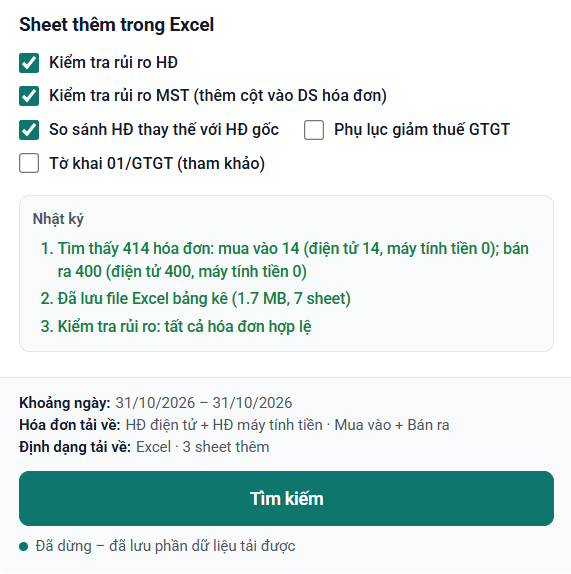 Sheet thêm trong Excel
Kiểm tra rủi ro HĐ
Kiểm tra rủi ro MST (thêm cột vào DS hóa đơn)
So sánh HĐ thay thế với HĐ gốc Phụ lục giảm thuế GTGT
Tờ khai 01/GTGT (tham khảo)
Nhật ký
1. Tìm thấy 414 hóa đơn: mua vào 14 (điện tử 14, máy tính tiền 0); bán
ra 400 (điện tử 400, máy tính tiền 0)
2. Đã lưu file Excel bảng kê (1.7 MB, 7 sheet)
3. Kiểm tra rủi ro: tất cả hóa đơn hợp lệ
Khoảng ngày: 31/10/2026 – 31/10/2026
Hóa đơn tải về: HĐ điện tử + HĐ máy tính tiền · Mua vào + Bán ra
Định dạng tải về: Excel · 3 sheet thêm
Tìm kiếm
Đã dừng – đã lưu phần dữ liệu tải được